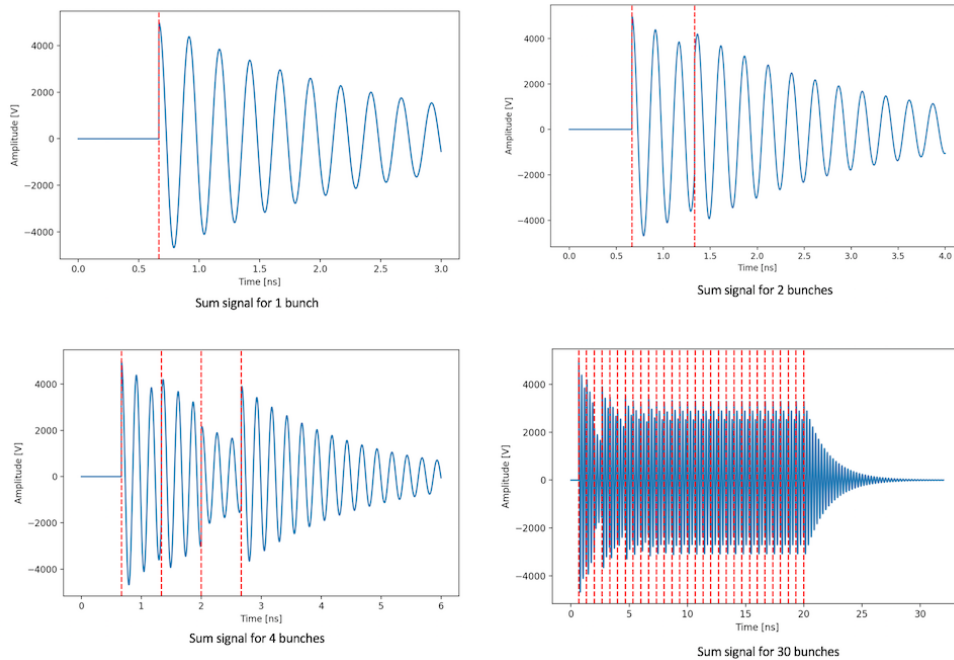 4000
2000
0
−2000
−4000
Amplitude [V]
0.0 0.5 1.0 1.5 2.0 2.5 3.0
Time [ns]
Sum signal for 1 bunch
4000
2000
0
−2000
−4000
Amplitude [V]
0.0 0.5 1.0 1.5 2.0 2.5 3.0 3.5 4.0
Time [ns]
Sum signal for 2 bunches
4000
2000
0
−2000
−4000
Amplitude [V]
0 1 2 3 4 5 6
Time [ns]
Sum signal for 4 bunches
4000
2000
0
−2000
−4000
Amplitude [V]
0 5 10 15 20 25 30
Time [ns]
Sum signal for 30 bunches